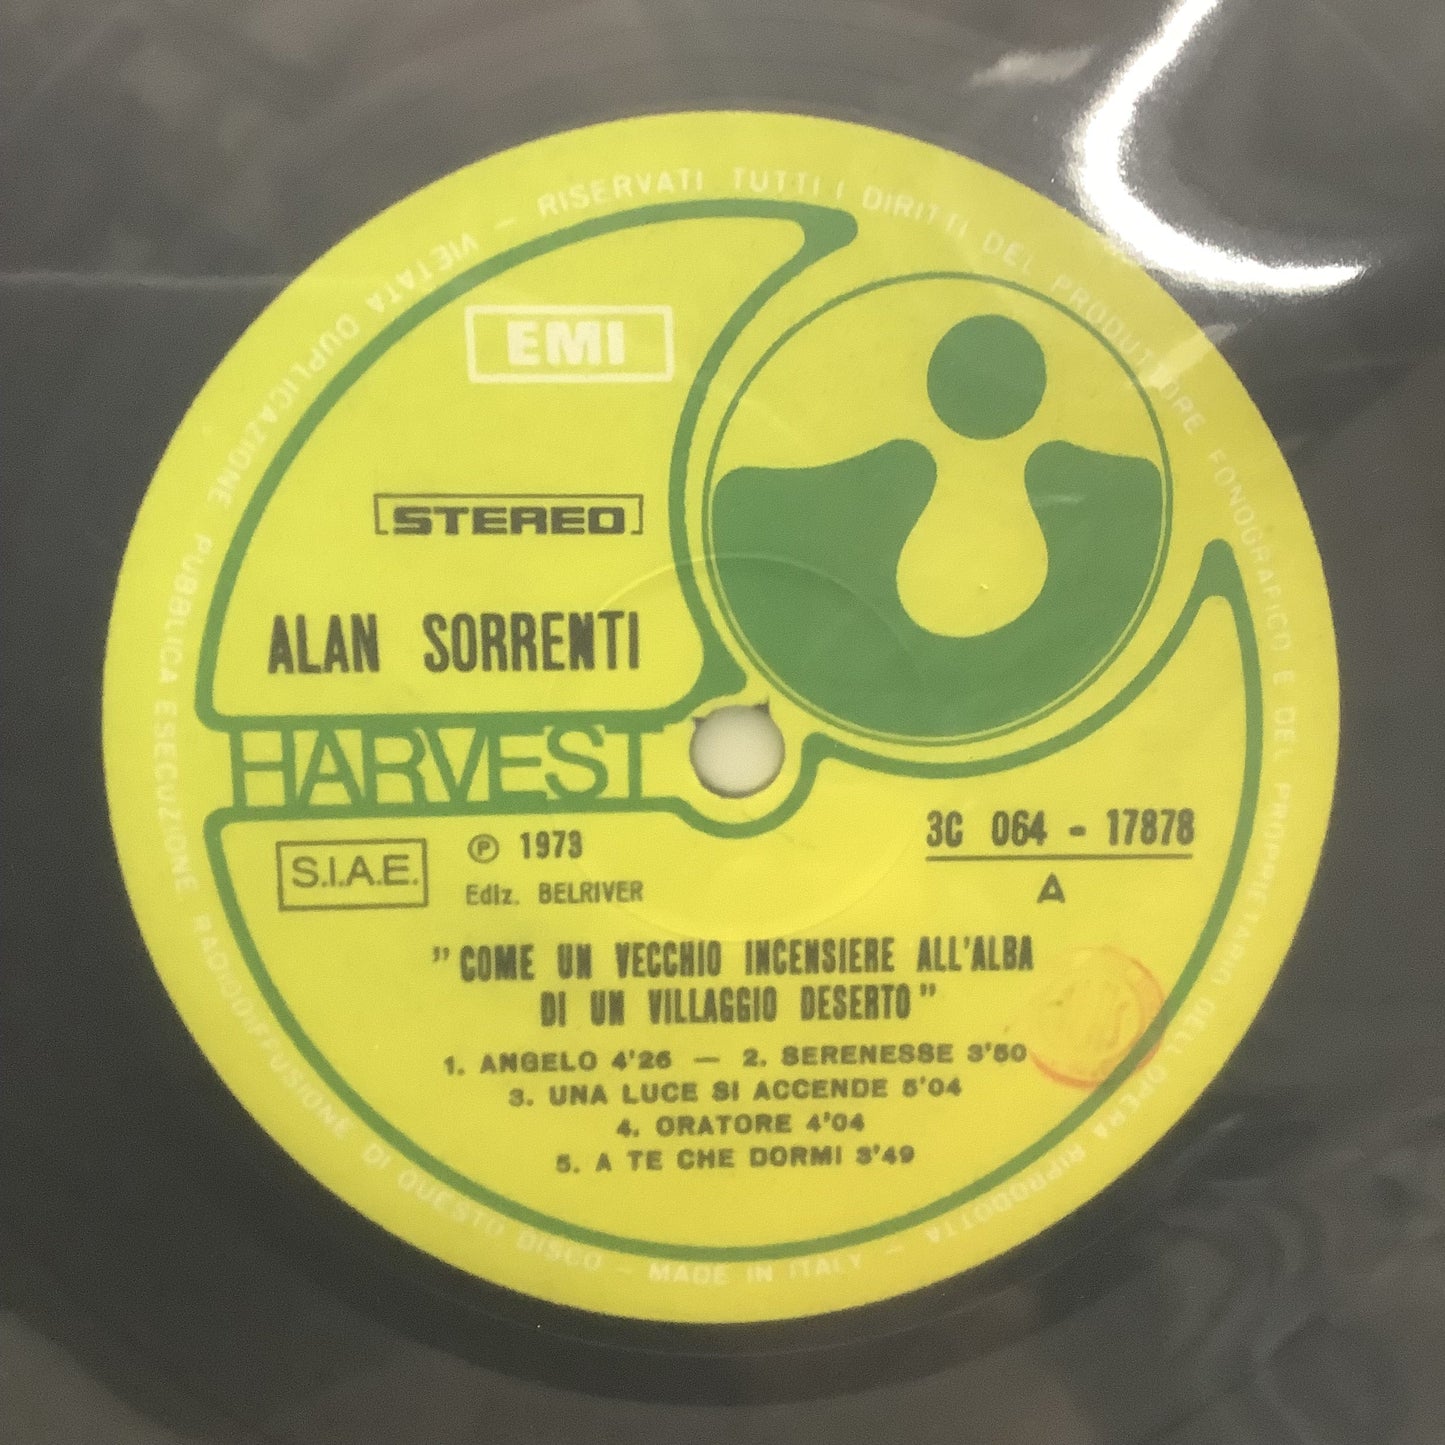 RISERVATI TUTTI I DIRITTI DEL PRODUTTORE FONOGRAFICO E DEL PROPRIETARIO DELL'OPERA RIPRODOTTA – MADE IN ITALY – VIETATA DUPLICAZIONE PUBBLICA ESECUZIONE RADIODIFFUSIONE DI QUESTO DISCO –
EMI
STEREO
ALAN SORRENTI
HARVEST
S.I.A.E.
℗ 1973
Ediz. BELRIVER
3C 064 - 17878
A
"COME UN VECCHIO INCENSIERE ALL'ALBA
DI UN VILLAGGIO DESERTO"
1. ANGELO 4'26 — 2. SERENESSE 3'50
3. UNA LUCE SI ACCENDE 5'04
4. ORATORE 4'04
5. A TE CHE DORMI 3'49